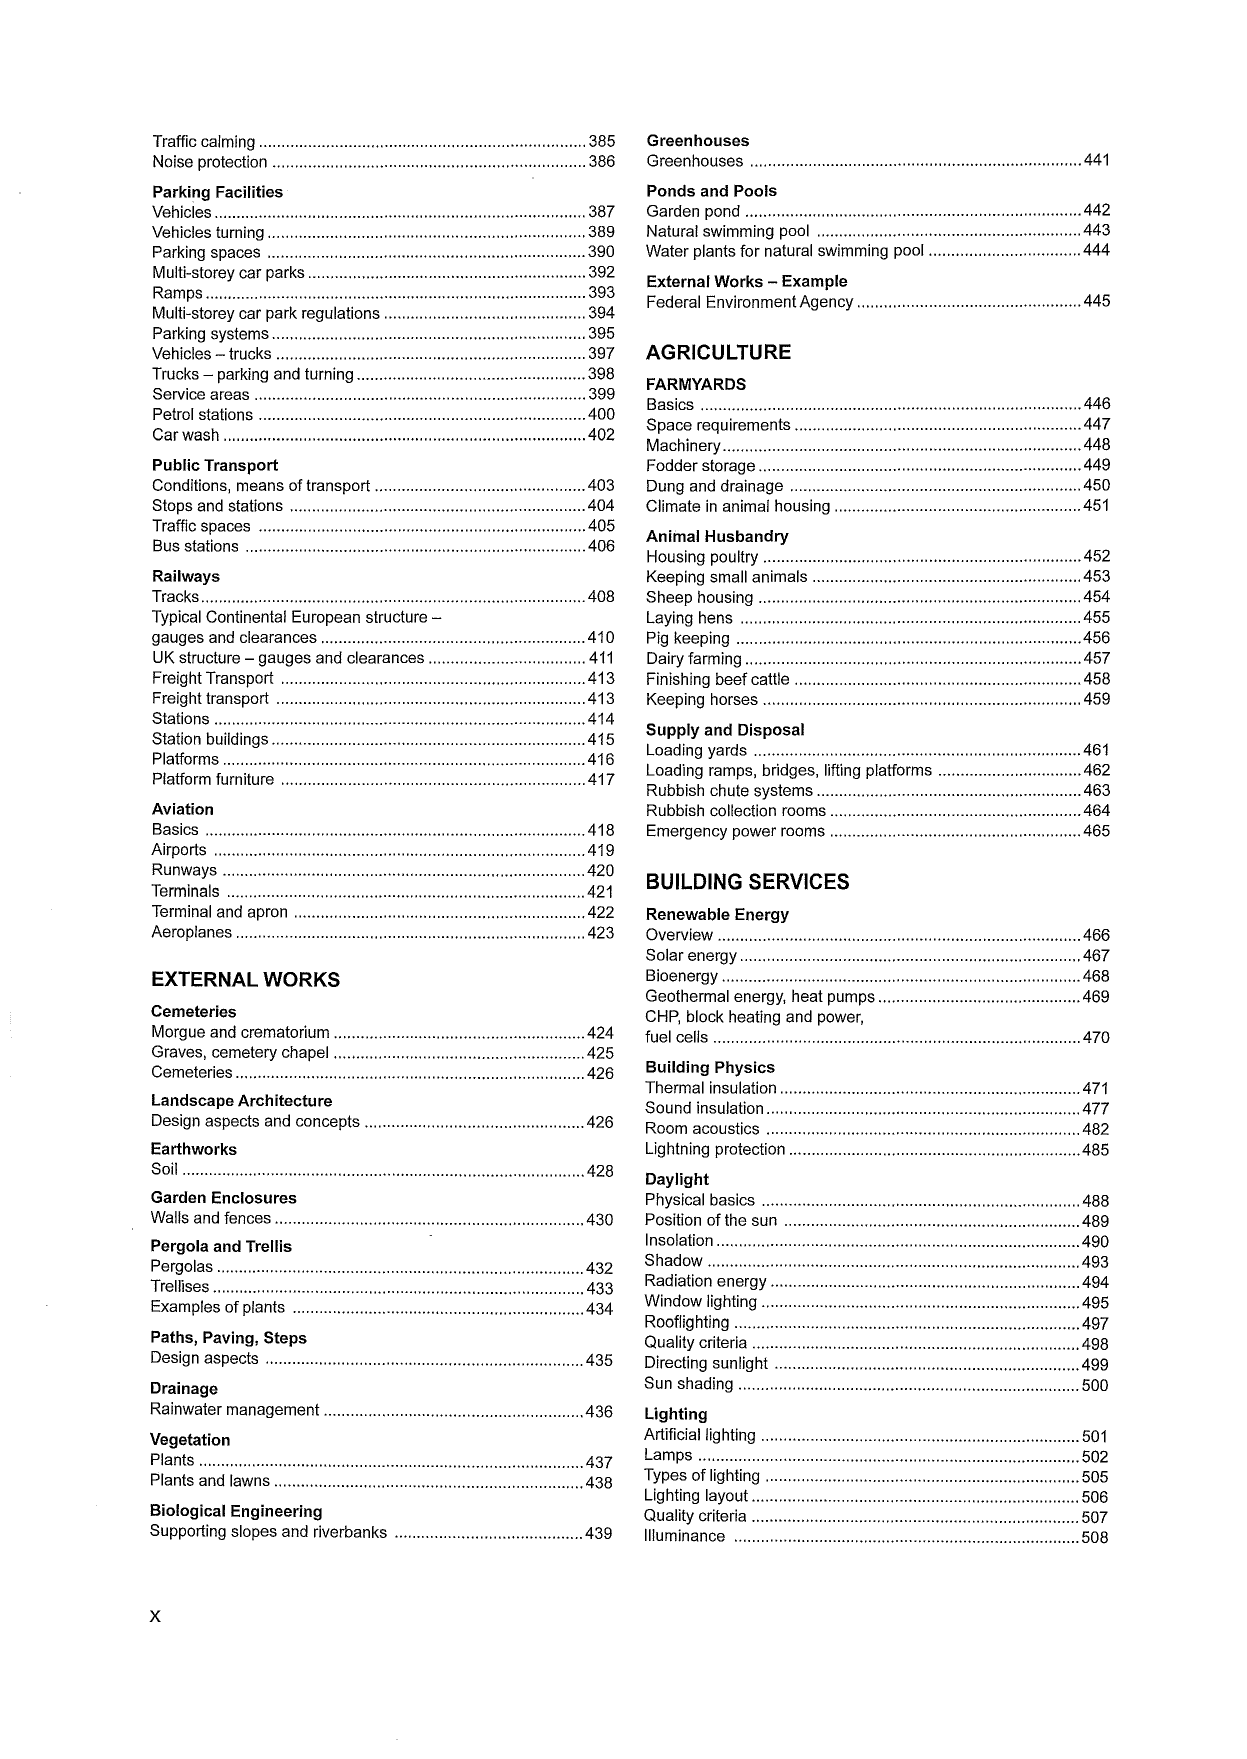 Traffic calming ........ 385
Noise protection ........ 386
Parking Facilities
Vehicles ........ 387
Vehicles turning ........ 389
Parking spaces ........ 390
Multi-storey car parks ........ 392
Ramps ........ 393
Multi-storey car park regulations ........ 394
Parking systems ........ 395
Vehicles – trucks ........ 397
Trucks – parking and turning ........ 398
Service areas ........ 399
Petrol stations ........ 400
Car wash ........ 402
Public Transport
Conditions, means of transport ........ 403
Stops and stations ........ 404
Traffic spaces ........ 405
Bus stations ........ 406
Railways
Tracks ........ 408
Typical Continental European structure –
gauges and clearances ........ 410
UK structure – gauges and clearances ........ 411
Freight Transport ........ 413
Freight transport ........ 413
Stations ........ 414
Station buildings ........ 415
Platforms ........ 416
Platform furniture ........ 417
Aviation
Basics ........ 418
Airports ........ 419
Runways ........ 420
Terminals ........ 421
Terminal and apron ........ 422
Aeroplanes ........ 423
EXTERNAL WORKS
Cemeteries
Morgue and crematorium ........ 424
Graves, cemetery chapel ........ 425
Cemeteries ........ 426
Landscape Architecture
Design aspects and concepts ........ 426
Earthworks
Soil ........ 428
Garden Enclosures
Walls and fences ........ 430
Pergola and Trellis
Pergolas ........ 432
Trellises ........ 433
Examples of plants ........ 434
Paths, Paving, Steps
Design aspects ........ 435
Drainage
Rainwater management ........ 436
Vegetation
Plants ........ 437
Plants and lawns ........ 438
Biological Engineering
Supporting slopes and riverbanks ........ 439
Greenhouses
Greenhouses ........ 441
Ponds and Pools
Garden pond ........ 442
Natural swimming pool ........ 443
Water plants for natural swimming pool ........ 444
External Works – Example
Federal Environment Agency ........ 445
AGRICULTURE
FARMYARDS
Basics ........ 446
Space requirements ........ 447
Machinery ........ 448
Fodder storage ........ 449
Dung and drainage ........ 450
Climate in animal housing ........ 451
Animal Husbandry
Housing poultry ........ 452
Keeping small animals ........ 453
Sheep housing ........ 454
Laying hens ........ 455
Pig keeping ........ 456
Dairy farming ........ 457
Finishing beef cattle ........ 458
Keeping horses ........ 459
Supply and Disposal
Loading yards ........ 461
Loading ramps, bridges, lifting platforms ........ 462
Rubbish chute systems ........ 463
Rubbish collection rooms ........ 464
Emergency power rooms ........ 465
BUILDING SERVICES
Renewable Energy
Overview ........ 466
Solar energy ........ 467
Bioenergy ........ 468
Geothermal energy, heat pumps ........ 469
CHP, block heating and power,
fuel cells ........ 470
Building Physics
Thermal insulation ........ 471
Sound insulation ........ 477
Room acoustics ........ 482
Lightning protection ........ 485
Daylight
Physical basics ........ 488
Position of the sun ........ 489
Insolation ........ 490
Shadow ........ 493
Radiation energy ........ 494
Window lighting ........ 495
Rooflighting ........ 497
Quality criteria ........ 498
Directing sunlight ........ 499
Sun shading ........ 500
Lighting
Artificial lighting ........ 501
Lamps ........ 502
Types of lighting ........ 505
Lighting layout ........ 506
Quality criteria ........ 507
Illuminance ........ 508
X